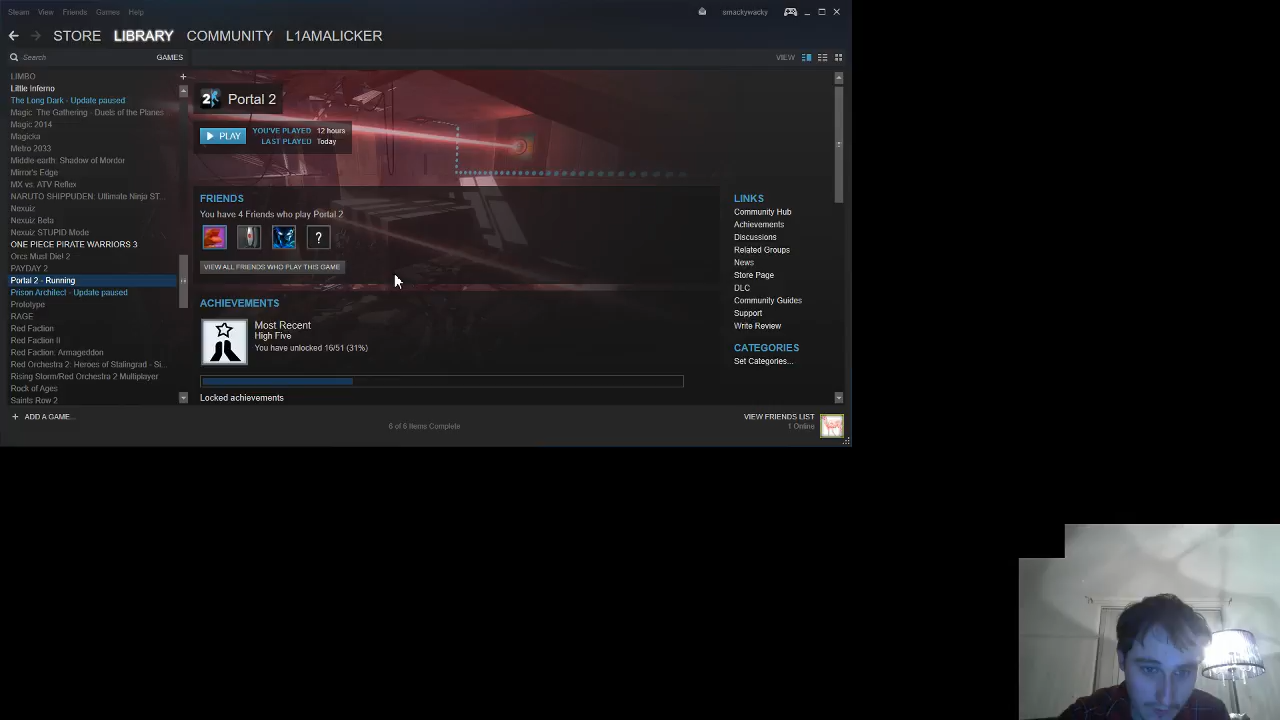 Steam View Friends Games Help smackywacky
STORE LIBRARY COMMUNITY L1AMALICKER
Search GAMES VIEW
LIMBO
Little Inferno
The Long Dark - Update paused
Magic: The Gathering - Duels of the Planes
Magic 2014
Magicka
Metro 2033
Middle-earth: Shadow of Mordor
Mirror's Edge
MX vs. ATV Reflex
NARUTO SHIPPUDEN: Ultimate Ninja ST...
Nexuiz
Nexuiz Beta
Nexuiz STUPID Mode
ONE PIECE PIRATE WARRIORS 3
Orcs Must Die! 2
PAYDAY 2
Portal 2 - Running
Prison Architect - Update paused
Prototype
RAGE
Red Faction
Red Faction II
Red Faction: Armageddon
Red Orchestra 2: Heroes of Stalingrad - Si...
Rising Storm/Red Orchestra 2 Multiplayer
Rock of Ages
Saints Row 2
+ ADD A GAME...
2 Portal 2
PLAY
YOU'VE PLAYED 12 hours
LAST PLAYED Today
FRIENDS
You have 4 Friends who play Portal 2
?
VIEW ALL FRIENDS WHO PLAY THIS GAME
ACHIEVEMENTS
Most Recent
High Five
You have unlocked 16/51 (31%)
Locked achievements
LINKS
Community Hub
Achievements
Discussions
Related Groups
News
Store Page
DLC
Community Guides
Support
Write Review
CATEGORIES
Set Categories...
6 of 6 Items Complete
VIEW FRIENDS LIST
1 Online